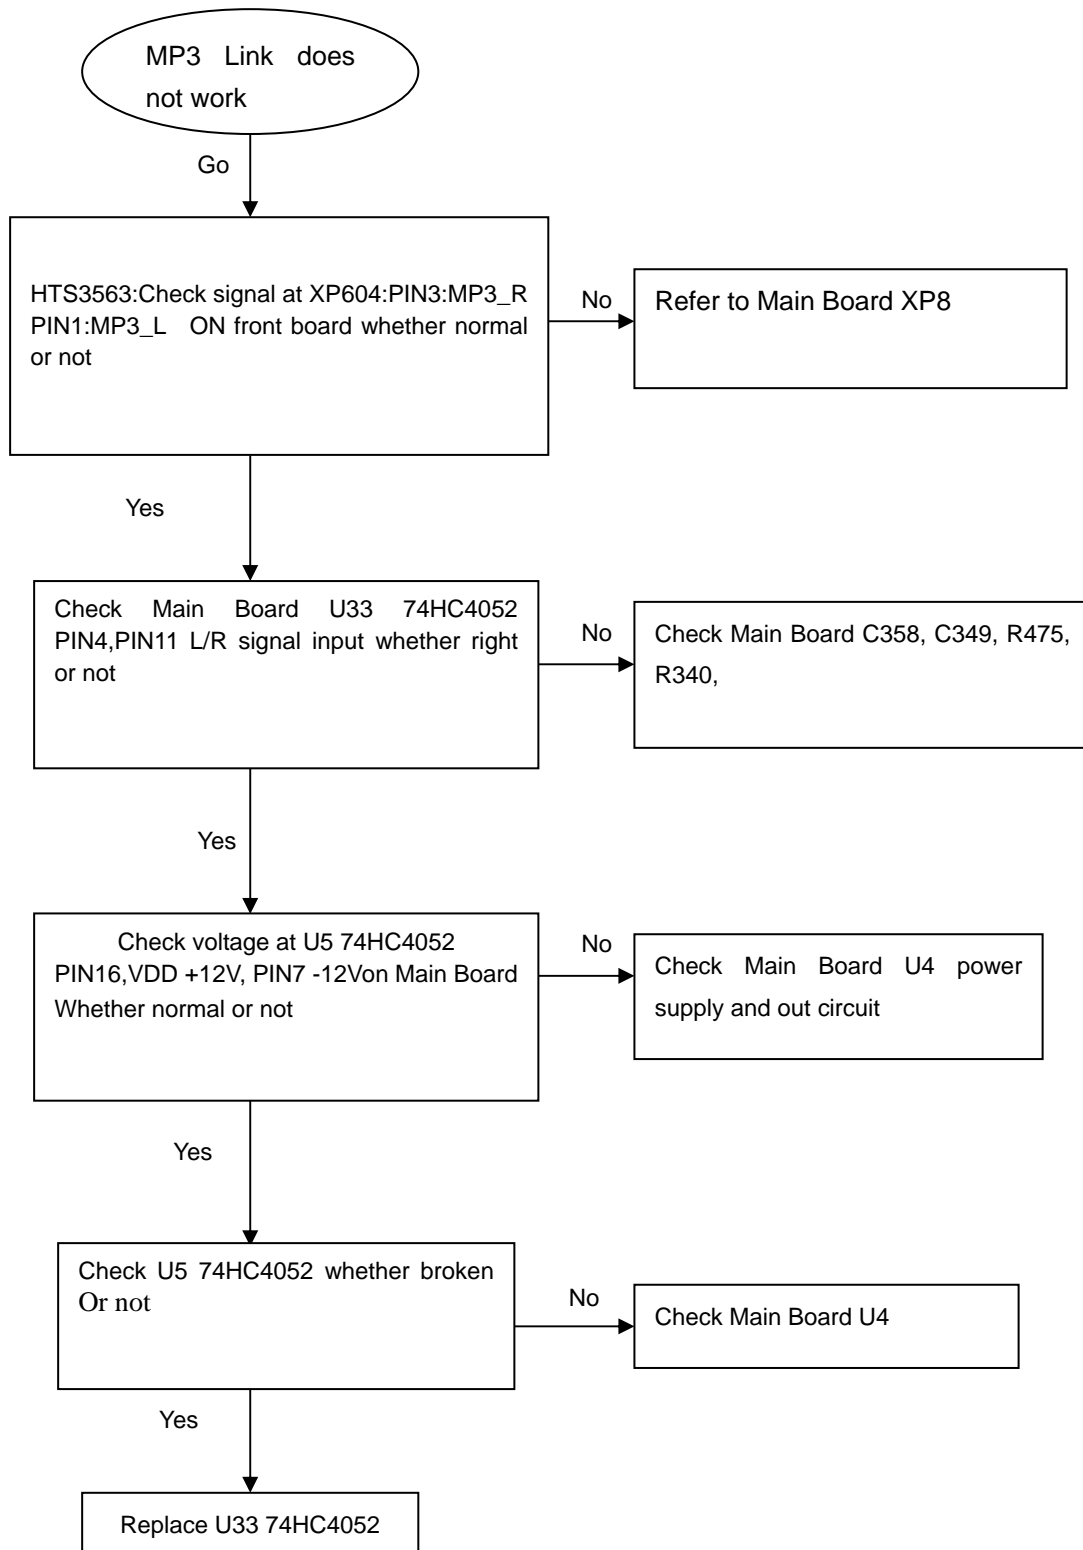 MP3 Link does
not work
Go
HTS3563:Check signal at XP604:PIN3:MP3_R
PIN1:MP3_L ON front board whether normal
or not
No
Refer to Main Board XP8
Yes
Check Main Board U33 74HC4052
PIN4,PIN11 L/R signal input whether right
or not
No
Check Main Board C358, C349, R475,
R340,
Yes
Check voltage at U5 74HC4052
PIN16,VDD +12V, PIN7 -12Von Main Board
Whether normal or not
No
Check Main Board U4 power
supply and out circuit
Yes
Check U5 74HC4052 whether broken
Or not
No
Check Main Board U4
Yes
Replace U33 74HC4052